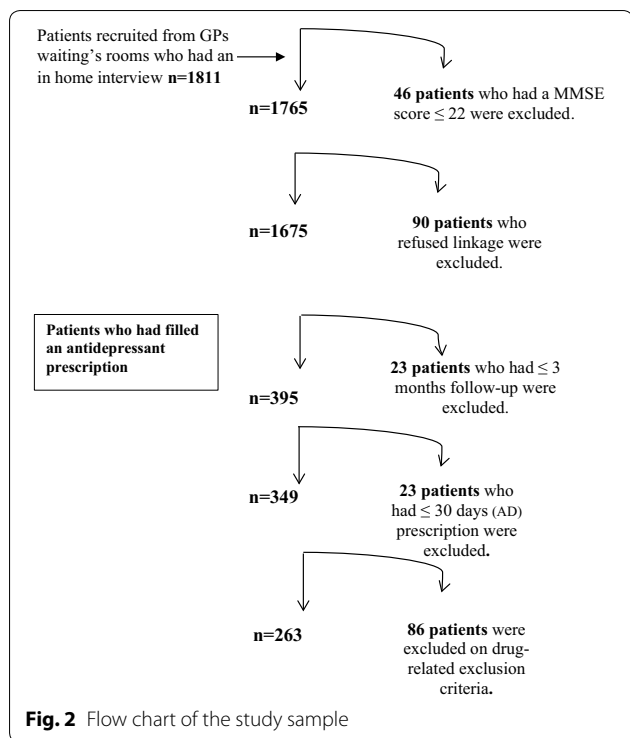 Patients recruited from GPs
waiting's rooms who had an
in home interview n=1811
n=1765
46 patients who had a MMSE
score ≤ 22 were excluded.
n=1675
90 patients who
refused linkage were
excluded.
Patients who had filled
an antidepressant
prescription
n=395
23 patients who had ≤ 3
months follow-up were
excluded.
n=349
23 patients who
had ≤ 30 days (AD)
prescription were
excluded.
n=263
86 patients were
excluded on drug-
related exclusion
criteria.
Fig. 2 Flow chart of the study sample